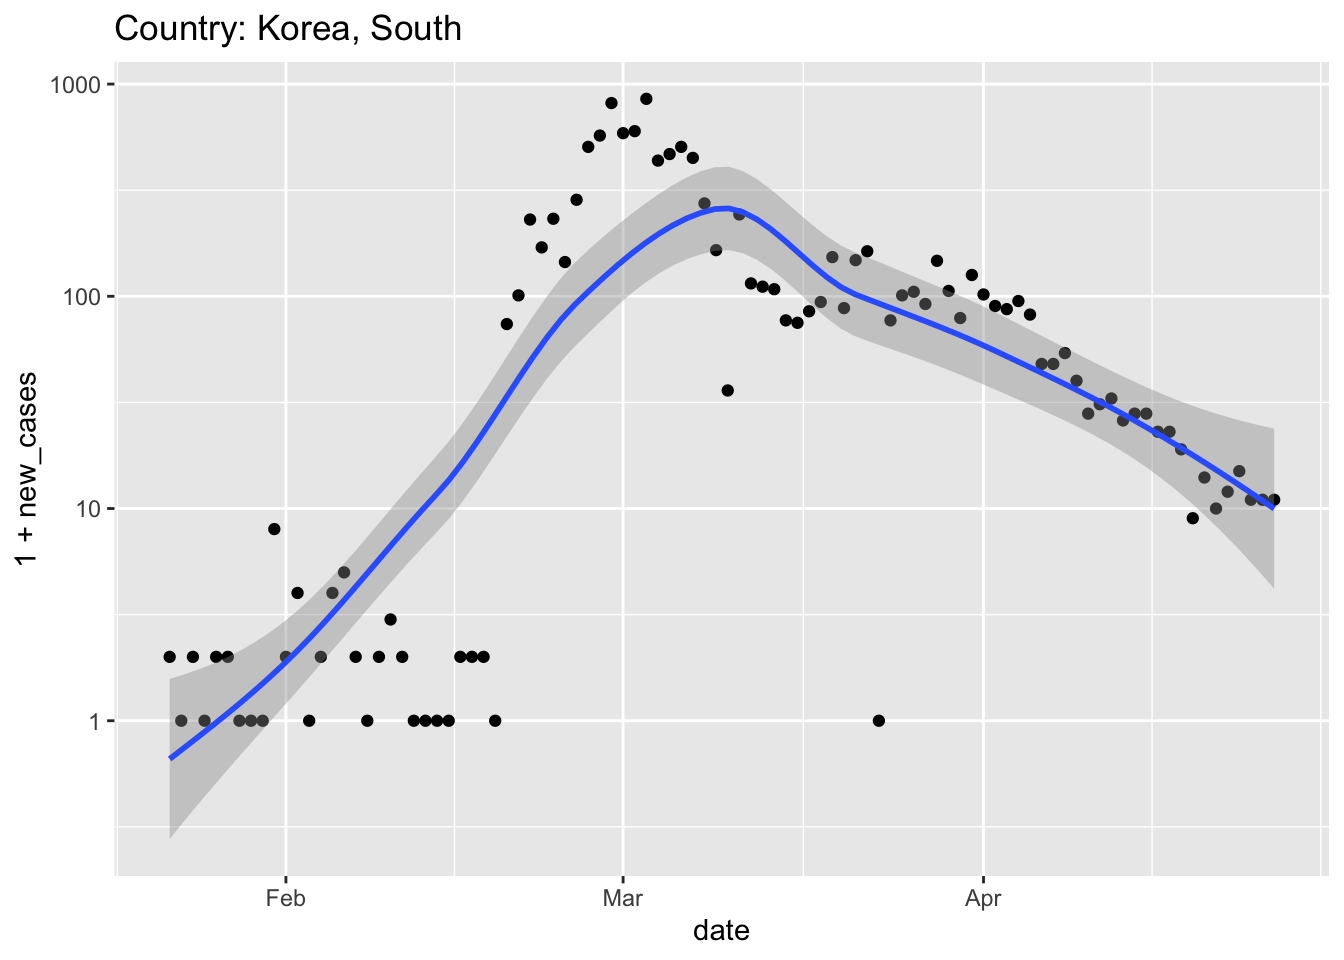 Country: Korea, South
1000
100
10
1
1 + new_cases
Feb
Mar
Apr
date